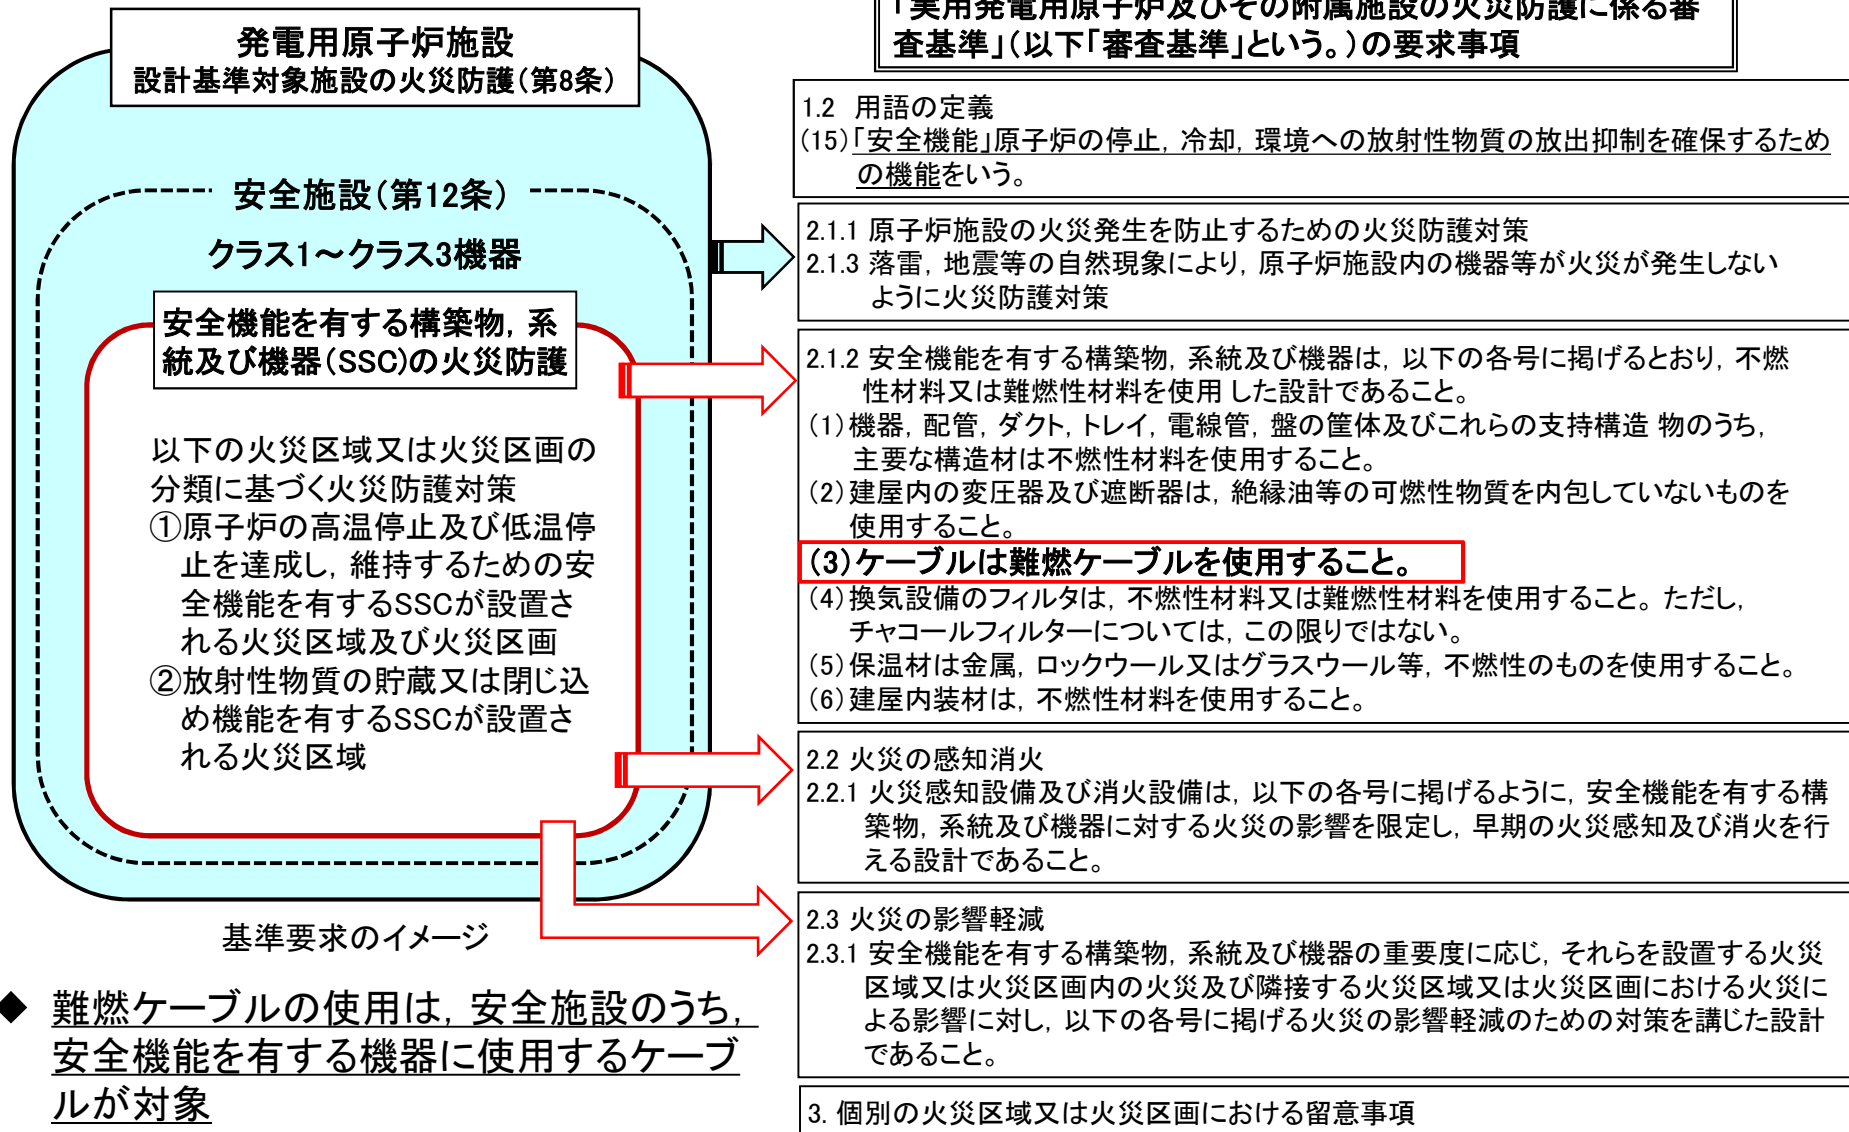 発電用原子炉施設
設計基準対象施設の火災防護(第8条)
安全施設(第12条)
クラス1～クラス3機器
安全機能を有する構築物，系
統及び機器(SSC)の火災防護
以下の火災区域又は火災区画の
分類に基づく火災防護対策
①原子炉の高温停止及び低温停
止を達成し，維持するための安
全機能を有するSSCが設置さ
れる火災区域及び火災区画
②放射性物質の貯蔵又は閉じ込
め機能を有するSSCが設置さ
れる火災区域
基準要求のイメージ
◆ 難燃ケーブルの使用は，安全施設のうち，
安全機能を有する機器に使用するケーブ
ルが対象
「実用発電用原子炉及びその附属施設の火災防護に係る審
査基準」(以下「審査基準」という。)の要求事項
1.2 用語の定義
(15)「安全機能」原子炉の停止，冷却，環境への放射性物質の放出抑制を確保するため
の機能をいう。
2.1.1 原子炉施設の火災発生を防止するための火災防護対策
2.1.3 落雷，地震等の自然現象により，原子炉施設内の機器等が火災が発生しない
ように火災防護対策
2.1.2 安全機能を有する構築物，系統及び機器は，以下の各号に掲げるとおり，不燃
性材料又は難燃性材料を使用 した設計であること。
(1)機器，配管，ダクト，トレイ，電線管，盤の筐体及びこれらの支持構造 物のうち，
主要な構造材は不燃性材料を使用すること。
(2)建屋内の変圧器及び遮断器は，絶縁油等の可燃性物質を内包していないものを
使用すること。
(3)ケーブルは難燃ケーブルを使用すること。
(4)換気設備のフィルタは，不燃性材料又は難燃性材料を使用すること。ただし，
チャコールフィルターについては，この限りではない。
(5)保温材は金属，ロックウール又はグラスウール等，不燃性のものを使用すること。
(6)建屋内装材は，不燃性材料を使用すること。
2.2 火災の感知消火
2.2.1 火災感知設備及び消火設備は，以下の各号に掲げるように，安全機能を有する構
築物，系統及び機器に対する火災の影響を限定し，早期の火災感知及び消火を行
える設計であること。
2.3 火災の影響軽減
2.3.1 安全機能を有する構築物，系統及び機器の重要度に応じ，それらを設置する火災
区域又は火災区画内の火災及び隣接する火災区域又は火災区画における火災に
よる影響に対し，以下の各号に掲げる火災の影響軽減のための対策を講じた設計
であること。
3. 個別の火災区域又は火災区画における留意事項